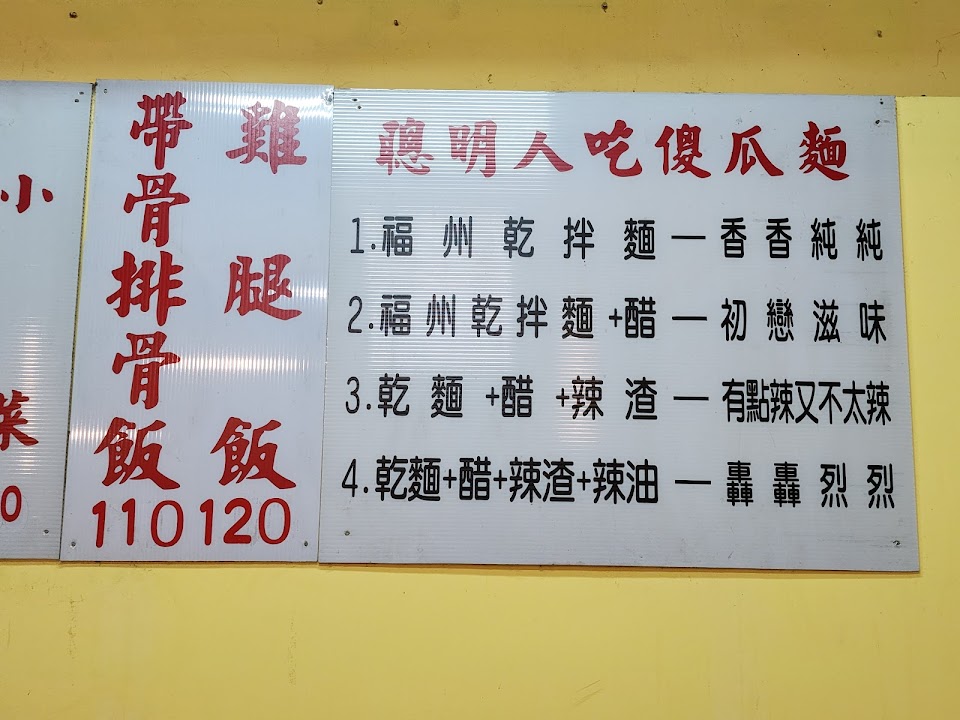 聰明人吃傻瓜麵
1.福州乾拌麵—香香純純
2.福州乾拌麵+醋—初戀滋味
3.乾麵+醋+辣渣—有點辣又不太辣
4.乾麵+醋+辣渣+辣油—轟轟烈烈
雞腿飯
120
帶骨排骨飯
110
小菜
0